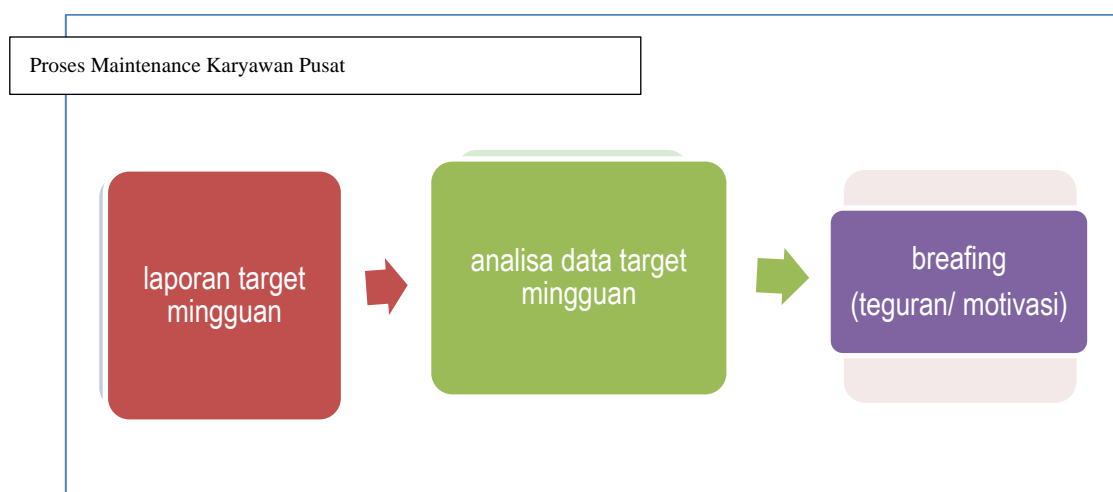 Proses Maintenance Karyawan Pusat
laporan target
mingguan
analisa data target
mingguan
breafing
(teguran/ motivasi)